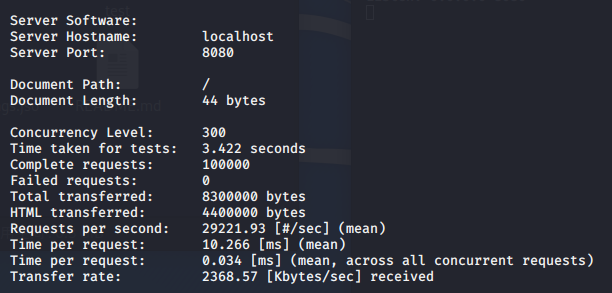 Server Software:
Server Hostname: localhost
Server Port: 8080
Document Path: /
Document Length: 44 bytes
Concurrency Level: 300
Time taken for tests: 3.422 seconds
Complete requests: 100000
Failed requests: 0
Total transferred: 8300000 bytes
HTML transferred: 4400000 bytes
Requests per second: 29221.93 [#/sec] (mean)
Time per request: 10.266 [ms] (mean)
Time per request: 0.034 [ms] (mean, across all concurrent requests)
Transfer rate: 2368.57 [Kbytes/sec] received